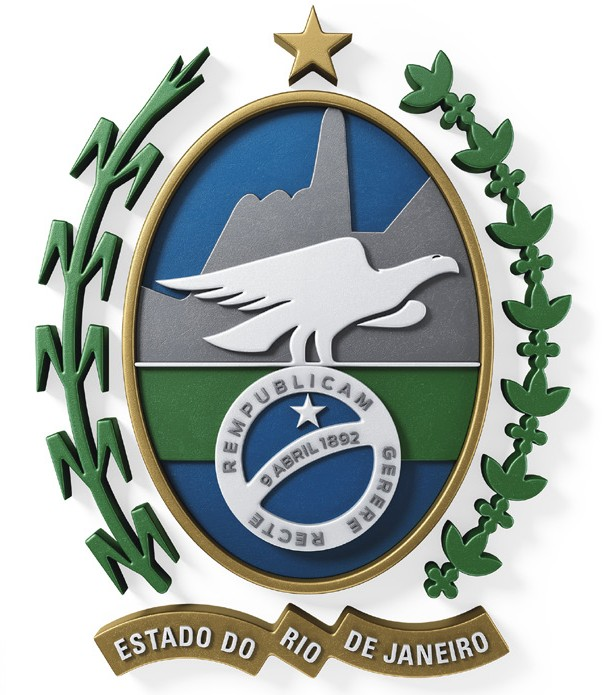 REMPUBLICAM
GERERE RECTE
9 ABRIL 1892
ESTADO DO RIO DE JANEIRO